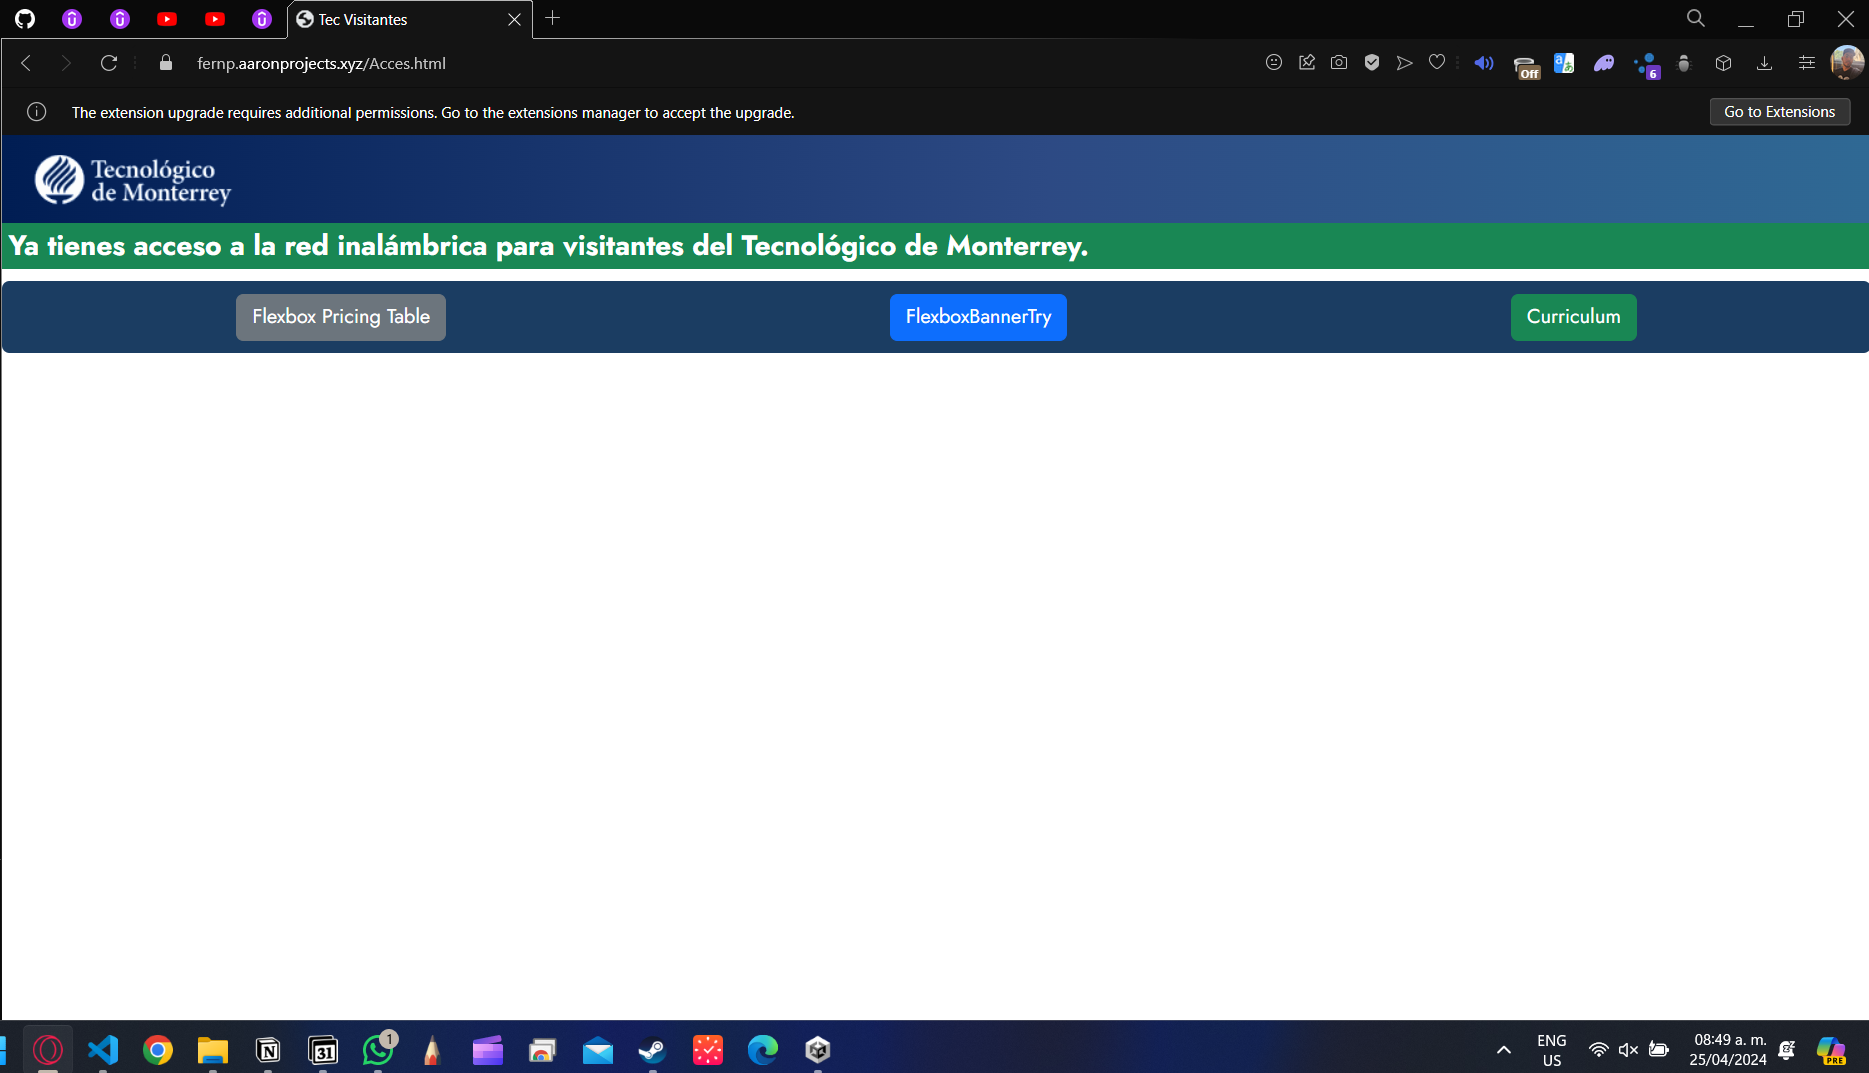 Tec Visitantes
fernp.aaronprojects.xyz/Acces.html
Off
6
The extension upgrade requires additional permissions. Go to the extensions manager to accept the upgrade.
Go to Extensions
Tecnológico
de Monterrey
Ya tienes acceso a la red inalámbrica para visitantes del Tecnológico de Monterrey.
Flexbox Pricing Table
FlexboxBannerTry
Curriculum
31
1
ENG
US
08:49 a. m.
25/04/2024
PRE